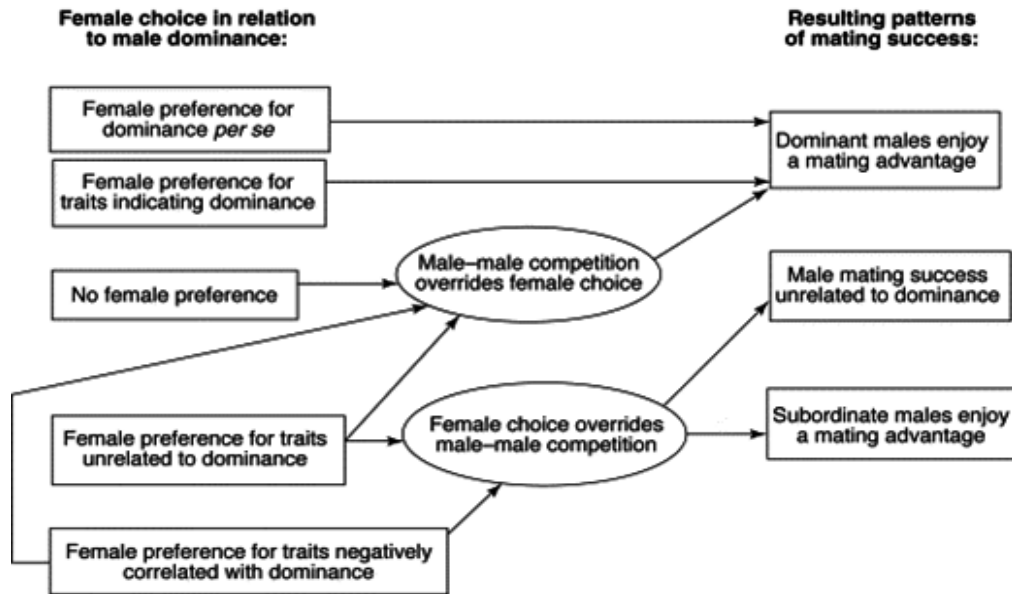 Female choice in relation
to male dominance:
Resulting patterns
of mating success:
Female preference for
dominance per se
Dominant males enjoy
a mating advantage
Female preference for
traits indicating dominance
Male–male competition
overrides female choice
No female preference
Male mating success
unrelated to dominance
Female preference for traits
unrelated to dominance
Female choice overrides
male–male competition
Subordinate males enjoy
a mating advantage
Female preference for traits negatively
correlated with dominance